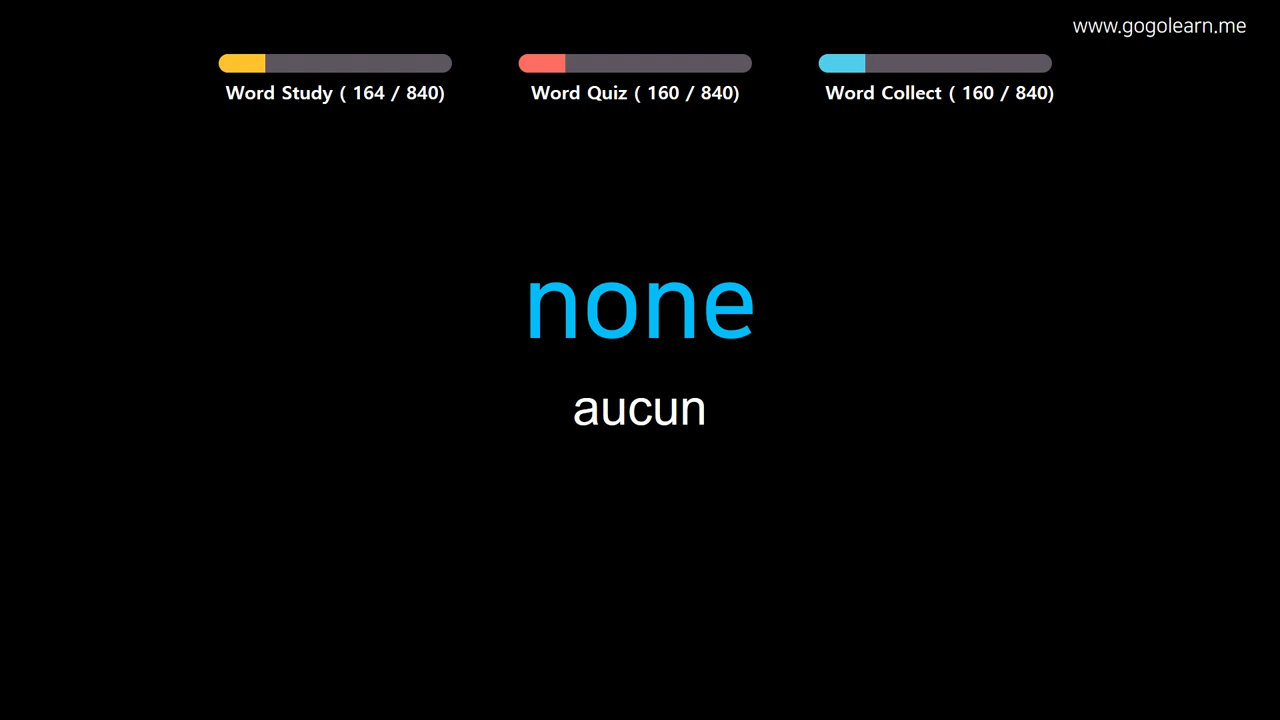 www.gogolearn.me
Word Study ( 164 / 840)
Word Quiz ( 160 / 840)
Word Collect ( 160 / 840)
none
aucun